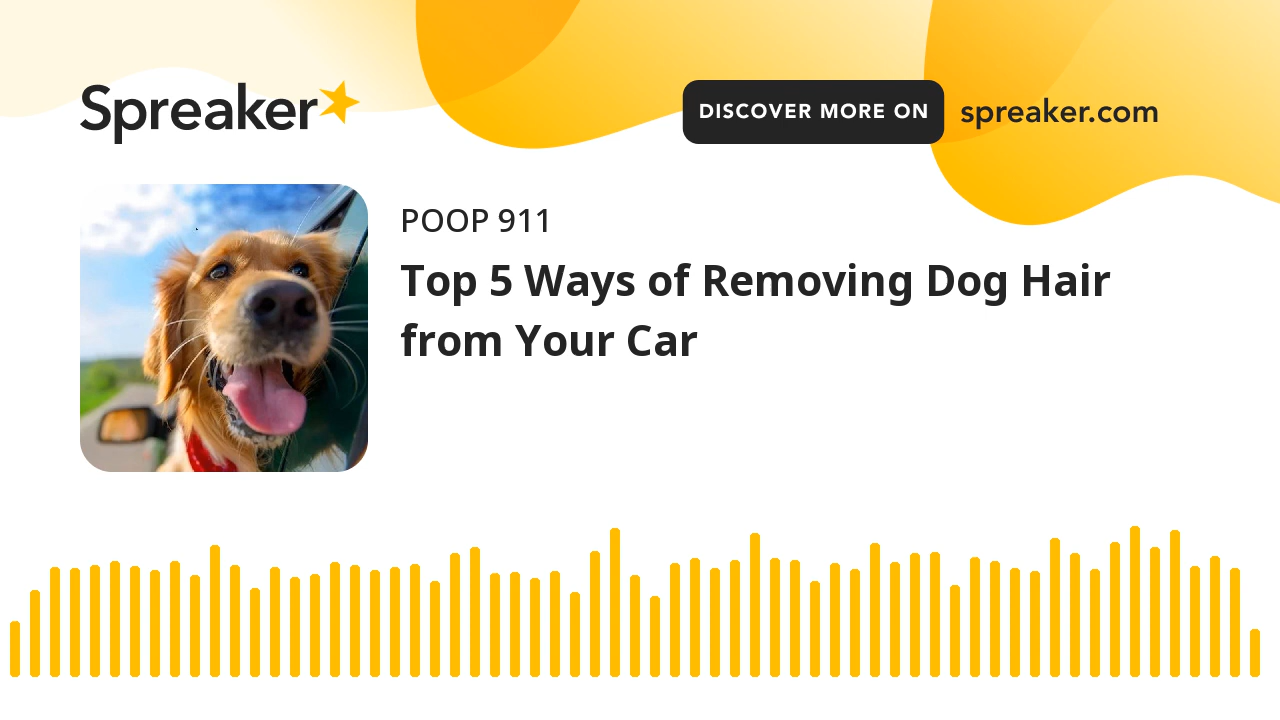 Spreaker
DISCOVER MORE ON
spreaker.com
POOP 911
Top 5 Ways of Removing Dog Hair
from Your Car